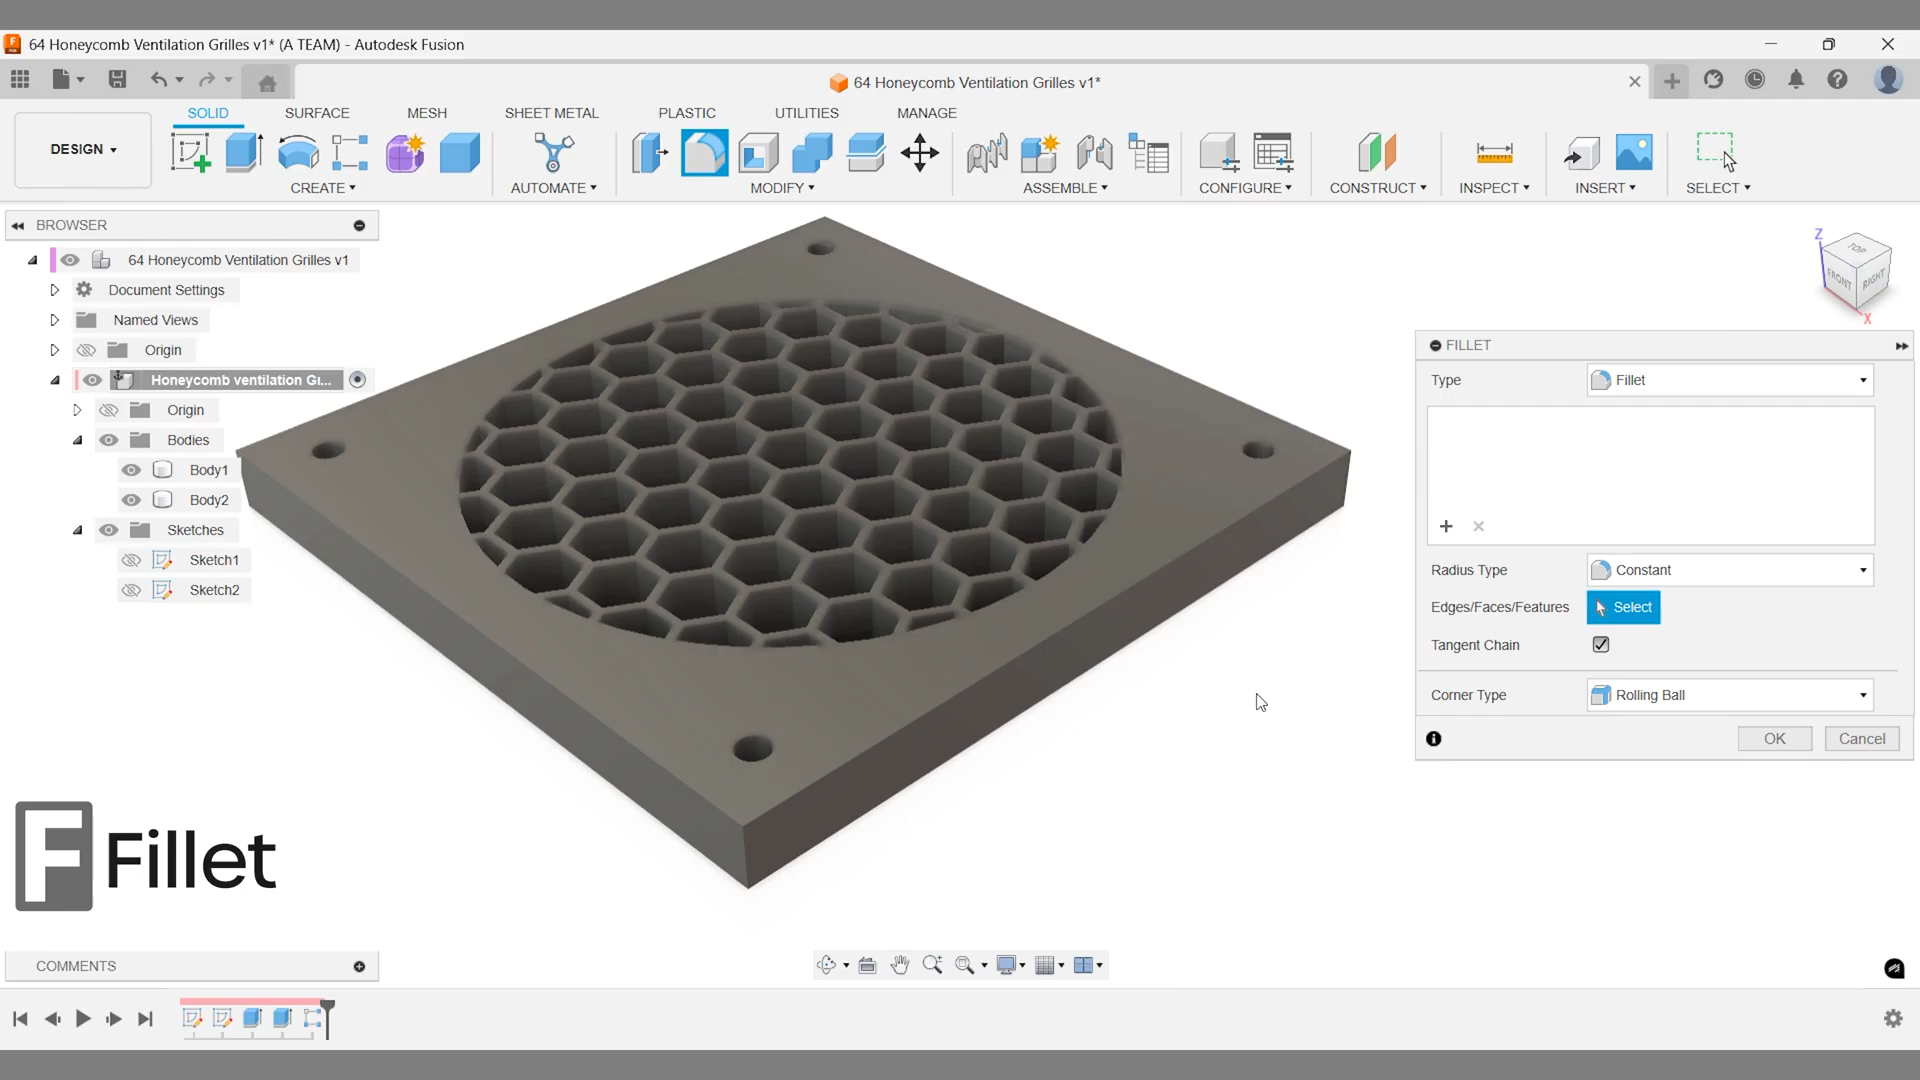 64 Honeycomb Ventilation Grilles v1* (A TEAM) - Autodesk Fusion
64 Honeycomb Ventilation Grilles v1*
SOLID SURFACE MESH SHEET METAL PLASTIC UTILITIES MANAGE
DESIGN
CREATE AUTOMATE MODIFY ASSEMBLE CONFIGURE CONSTRUCT INSPECT INSERT SELECT
BROWSER
64 Honeycomb Ventilation Grilles v1
Document Settings
Named Views
Origin
Honeycomb ventilation Gr...
Origin
Bodies
Body1
Body2
Sketches
Sketch1
Sketch2
Z
TOP
FRONT
RIGHT
X
FILLET
Type Fillet
Radius Type Constant
Edges/Faces/Features Select
Tangent Chain
Corner Type Rolling Ball
OK Cancel
F Fillet
COMMENTS